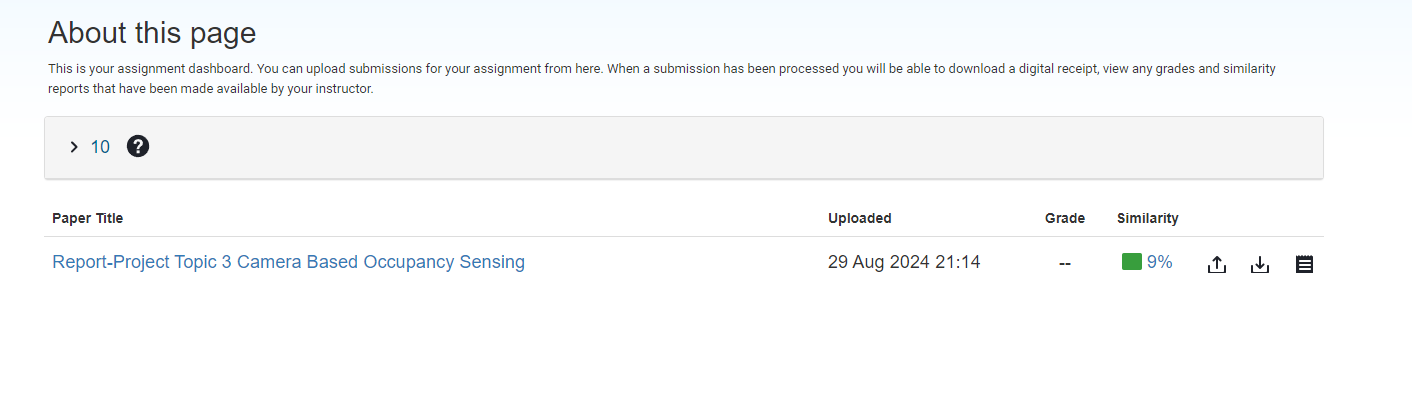 About this page
This is your assignment dashboard. You can upload submissions for your assignment from here. When a submission has been processed you will be able to download a digital receipt, view any grades and similarity
reports that have been made available by your instructor.
10 ?
Paper Title Uploaded Grade Similarity
Report-Project Topic 3 Camera Based Occupancy Sensing 29 Aug 2024 21:14 -- 9%